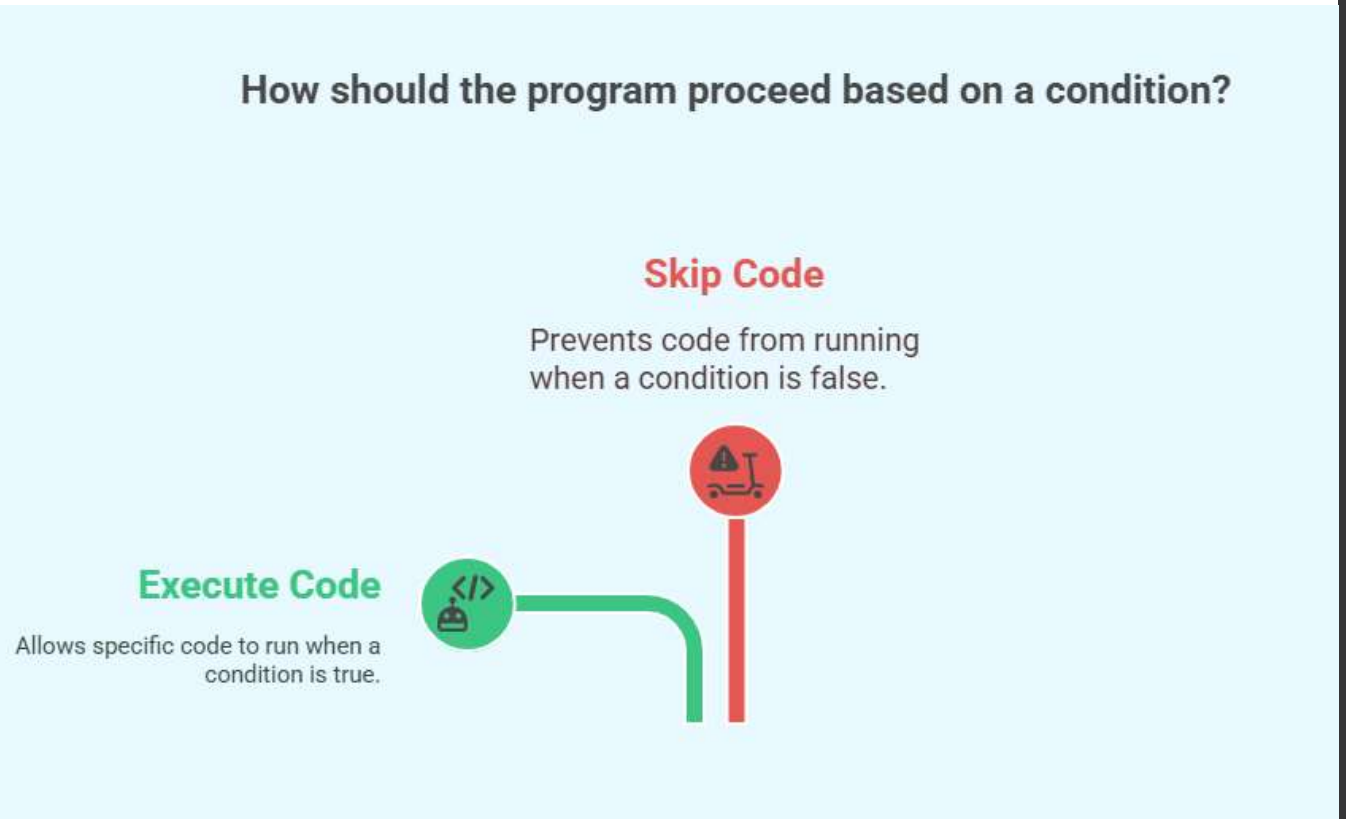 How should the program proceed based on a condition?
Skip Code
Prevents code from running
when a condition is false.
Execute Code
Allows specific code to run when a
condition is true.